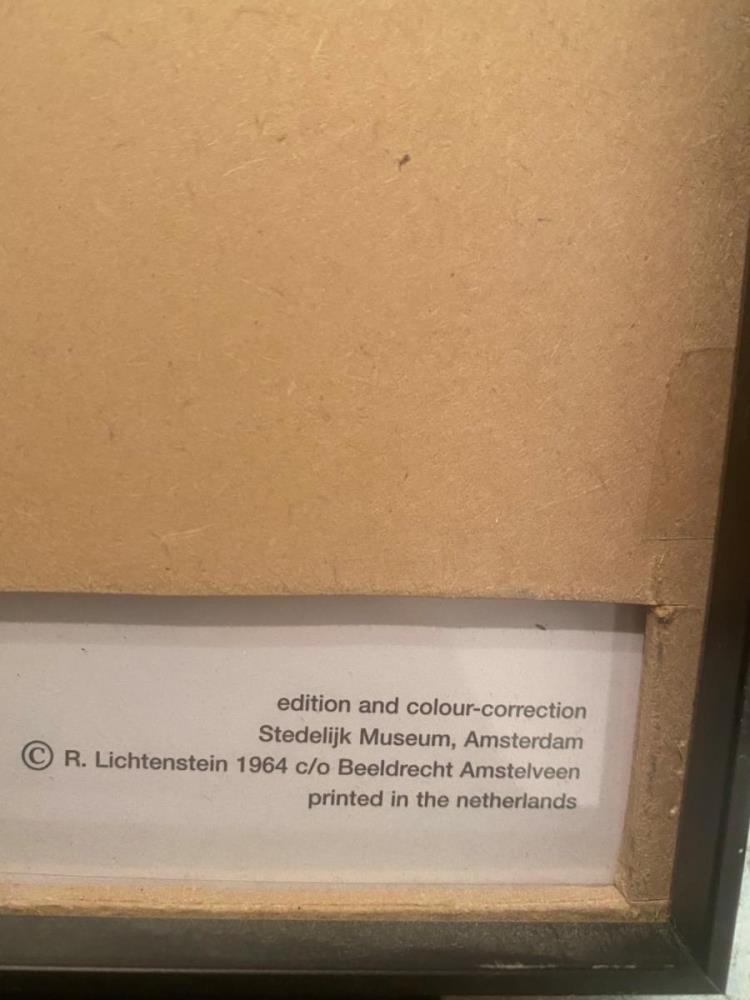 edition and colour-correction
Stedelijk Museum, Amsterdam
© R. Lichtenstein 1964 c/o Beeldrecht Amstelveen
printed in the netherlands